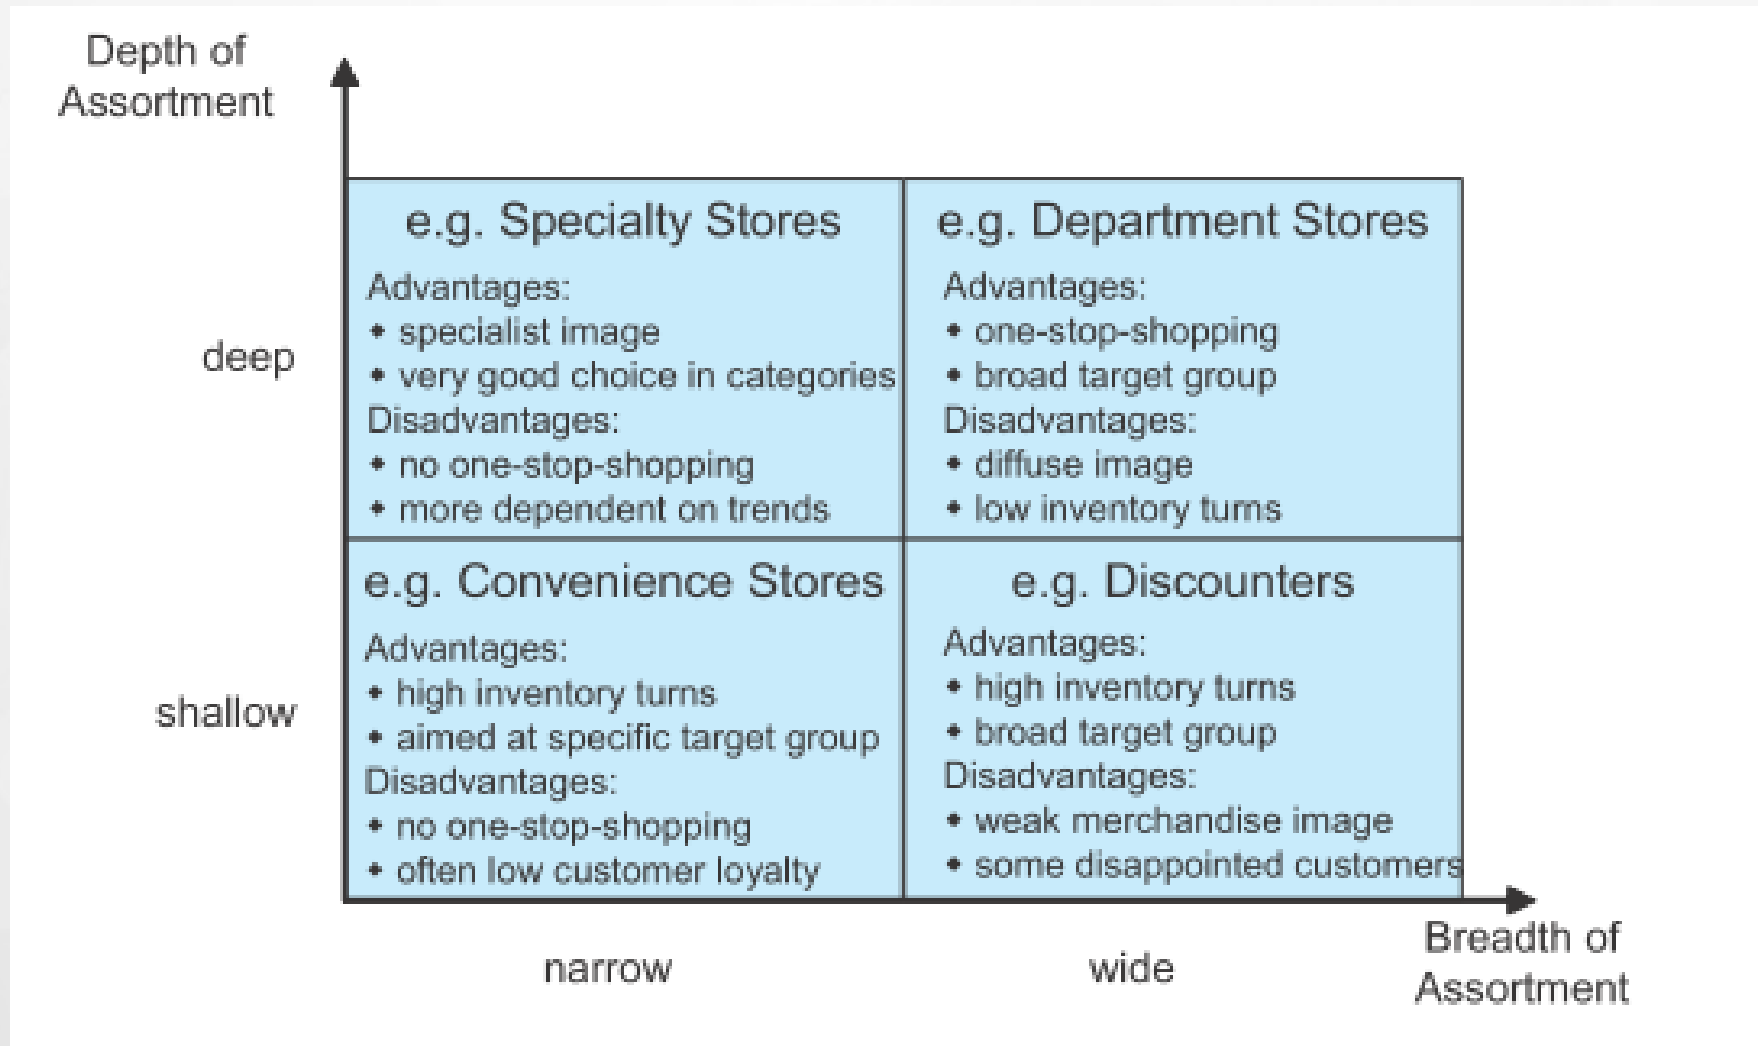 Depth of
Assortment
e.g. Specialty Stores
Advantages:
• specialist image
• very good choice in categories
Disadvantages:
• no one-stop-shopping
• more dependent on trends
e.g. Department Stores
Advantages:
• one-stop-shopping
• broad target group
Disadvantages:
• diffuse image
• low inventory turns
deep
e.g. Convenience Stores
Advantages:
• high inventory turns
• aimed at specific target group
Disadvantages:
• no one-stop-shopping
• often low customer loyalty
e.g. Discounters
Advantages:
• high inventory turns
• broad target group
Disadvantages:
• weak merchandise image
• some disappointed customers
shallow
narrow
wide
Breadth of
Assortment